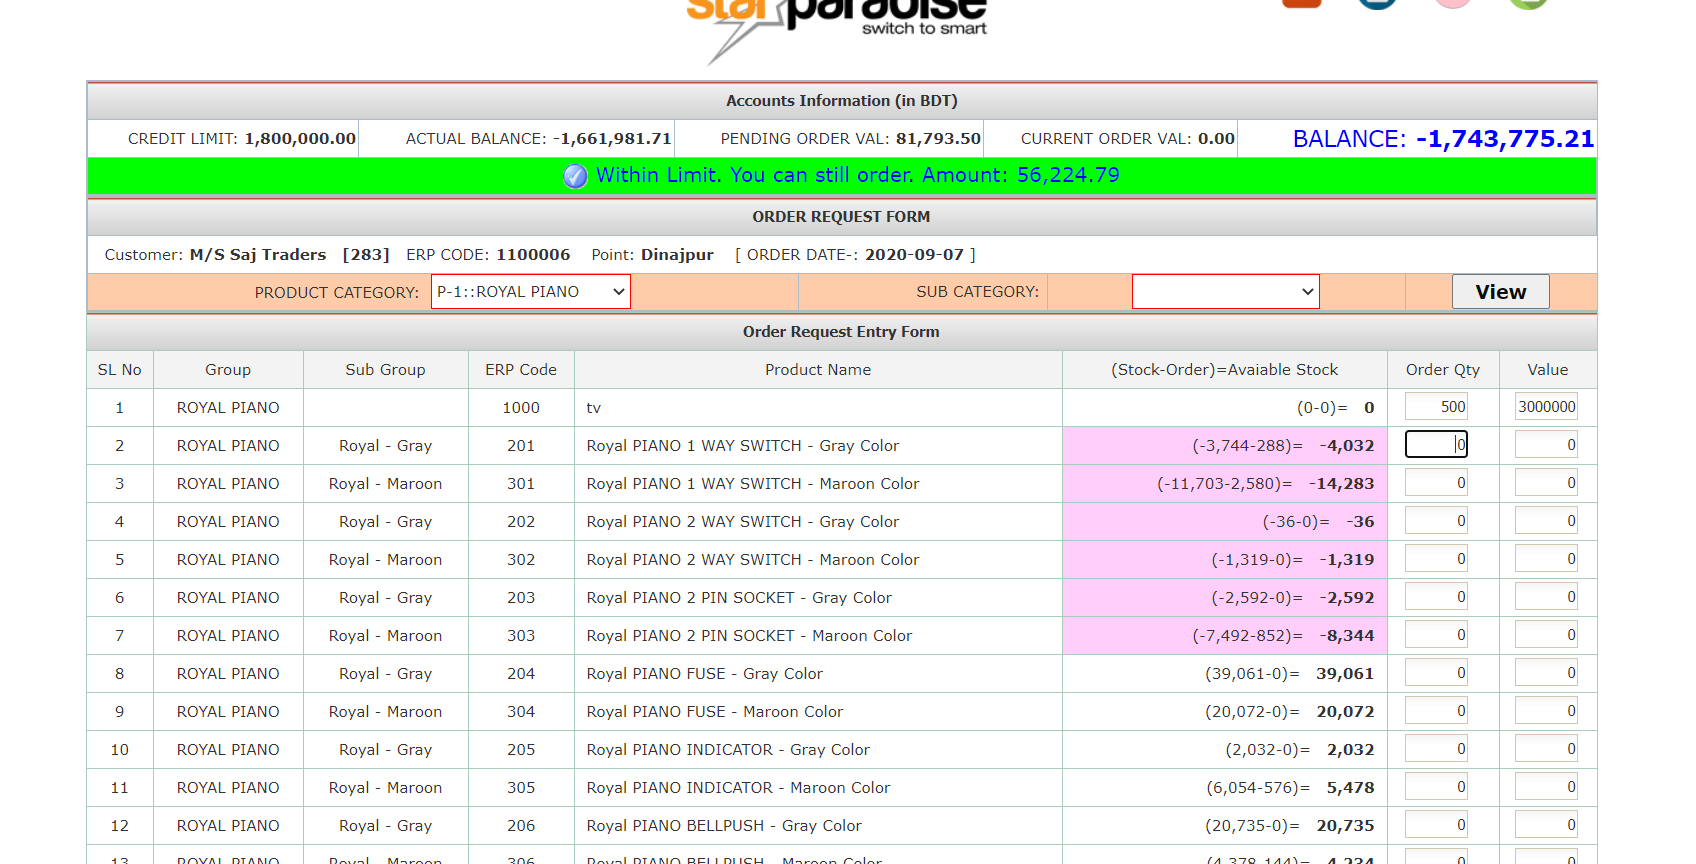 star paradise
switch to smart
Accounts Information (in BDT)
CREDIT LIMIT: 1,800,000.00 ACTUAL BALANCE: -1,661,981.71 PENDING ORDER VAL: 81,793.50 CURRENT ORDER VAL: 0.00 BALANCE: -1,743,775.21
Within Limit. You can still order. Amount: 56,224.79
ORDER REQUEST FORM
Customer: M/S Saj Traders [283] ERP CODE: 1100006 Point: Dinajpur [ ORDER DATE-: 2020-09-07 ]
PRODUCT CATEGORY: P-1::ROYAL PIANO SUB CATEGORY: View
Order Request Entry Form
SL No Group Sub Group ERP Code Product Name (Stock-Order)=Avaiable Stock Order Qty Value
1 ROYAL PIANO 1000 tv (0-0)= 0 500 3000000
2 ROYAL PIANO Royal - Gray 201 Royal PIANO 1 WAY SWITCH - Gray Color (-3,744-288)= -4,032 0 0
3 ROYAL PIANO Royal - Maroon 301 Royal PIANO 1 WAY SWITCH - Maroon Color (-11,703-2,580)= -14,283 0 0
4 ROYAL PIANO Royal - Gray 202 Royal PIANO 2 WAY SWITCH - Gray Color (-36-0)= -36 0 0
5 ROYAL PIANO Royal - Maroon 302 Royal PIANO 2 WAY SWITCH - Maroon Color (-1,319-0)= -1,319 0 0
6 ROYAL PIANO Royal - Gray 203 Royal PIANO 2 PIN SOCKET - Gray Color (-2,592-0)= -2,592 0 0
7 ROYAL PIANO Royal - Maroon 303 Royal PIANO 2 PIN SOCKET - Maroon Color (-7,492-852)= -8,344 0 0
8 ROYAL PIANO Royal - Gray 204 Royal PIANO FUSE - Gray Color (39,061-0)= 39,061 0 0
9 ROYAL PIANO Royal - Maroon 304 Royal PIANO FUSE - Maroon Color (20,072-0)= 20,072 0 0
10 ROYAL PIANO Royal - Gray 205 Royal PIANO INDICATOR - Gray Color (2,032-0)= 2,032 0 0
11 ROYAL PIANO Royal - Maroon 305 Royal PIANO INDICATOR - Maroon Color (6,054-576)= 5,478 0 0
12 ROYAL PIANO Royal - Gray 206 Royal PIANO BELLPUSH - Gray Color (20,735-0)= 20,735 0 0
13 ROYAL PIANO Royal - Maroon 306 Royal PIANO BELLPUSH - Maroon Color (4,378-144)= 4,234 0 0